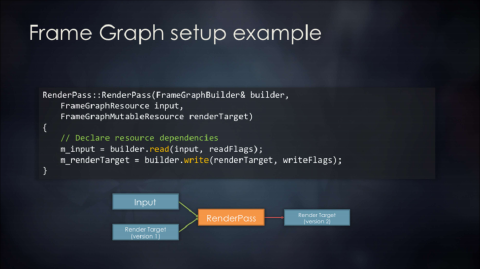 Frame Graph setup example
RenderPass::RenderPass(FrameGraphBuilder& builder,
FrameGraphResource input,
FrameGraphMutableResource renderTarget)
{
// Declare resource dependencies
m_input = builder.read(input, readFlags);
m_renderTarget = builder.write(renderTarget, writeFlags);
}
Input
RenderPass
Render Target
(version 2)
Render Target
(version 1)